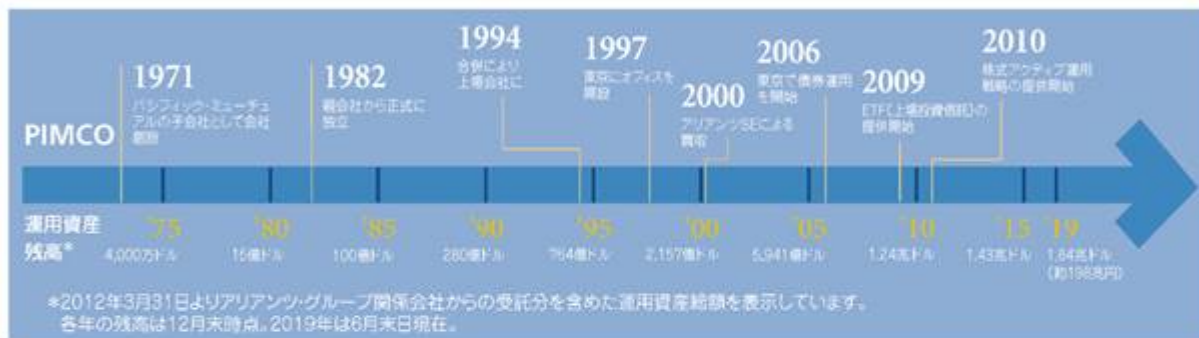 1971
パシフィック・ミューチュ
アルの子会社として会社
創設
1982
親会社から正式に
独立
1994
合併により
上場会社に
1997
東京にオフィスを
開設
2000
アリアンツSEによる
買収
2006
東京で債券運用
を開始
2009
ETF(上場投資信託)の
提供開始
2010
株式アクティブ運用
戦略の提供開始
PIMCO
運用資産
残高*
'75
4,000万ドル
'80
15億ドル
'85
100億ドル
'90
280億ドル
'95
764億ドル
'00
2,157億ドル
'05
5,941億ドル
'10
1.24兆ドル
'15
1.43兆ドル
'19
1.84兆ドル
(約198兆円)
*2012年3月31日よりアリアンツ・グループ関係会社からの受託分を含めた運用資産総額を表示しています。
各年の残高は12月末時点。2019年は6月末日現在。